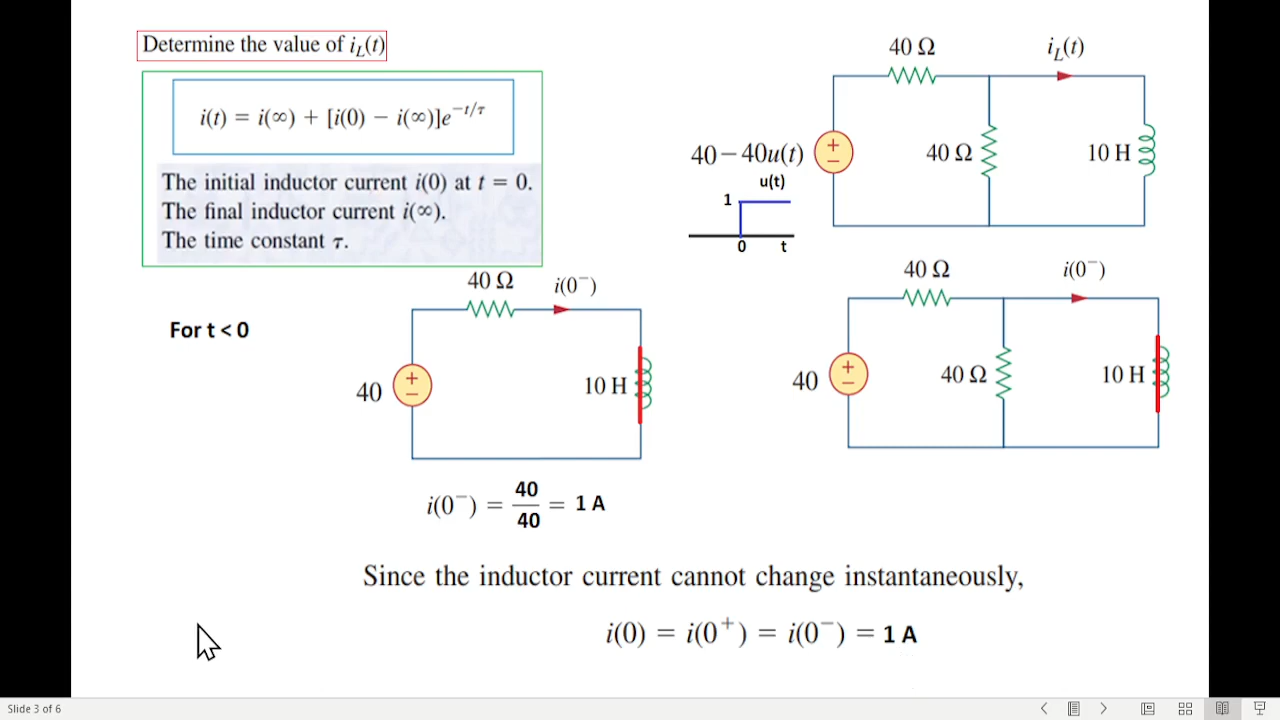 Determine the value of i_L(t)
i(t) = i(∞) + [i(0) − i(∞)]e^{−t/τ}
The initial inductor current i(0) at t = 0.
The final inductor current i(∞).
The time constant τ.
40 Ω
i_L(t)
40−40u(t)
+
−
40 Ω
10 H
u(t)
1
0
t
For t < 0
40 Ω
i(0⁻)
40
+
−
10 H
40 Ω
i(0⁻)
40
+
−
40 Ω
10 H
i(0⁻) = 40/40 = 1 A
Since the inductor current cannot change instantaneously,
i(0) = i(0⁺) = i(0⁻) = 1 A
Slide 3 of 6